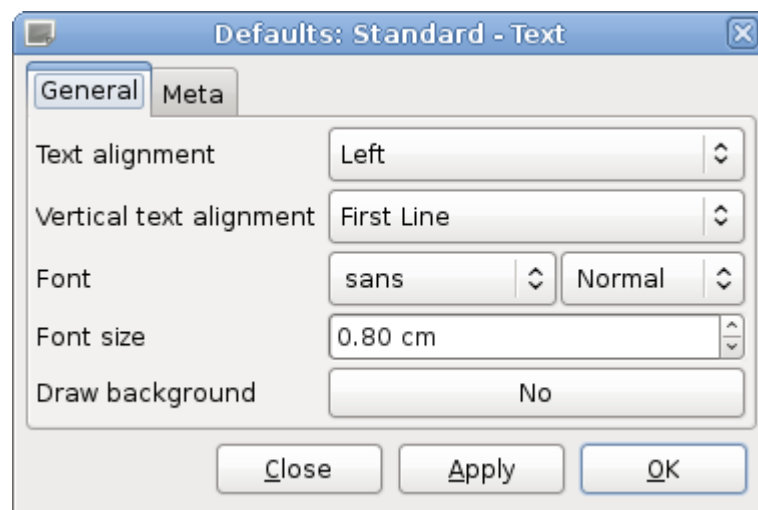 Defaults: Standard - Text
General Meta
Text alignment Left
Vertical text alignment First Line
Font sans Normal
Font size 0.80 cm
Draw background No
Close Apply OK